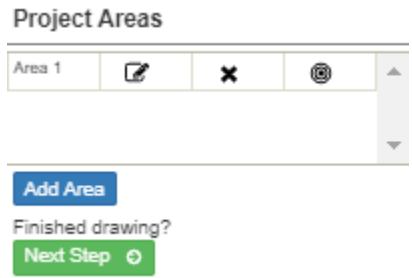 Project Areas
Area 1
Add Area
Finished drawing?
Next Step